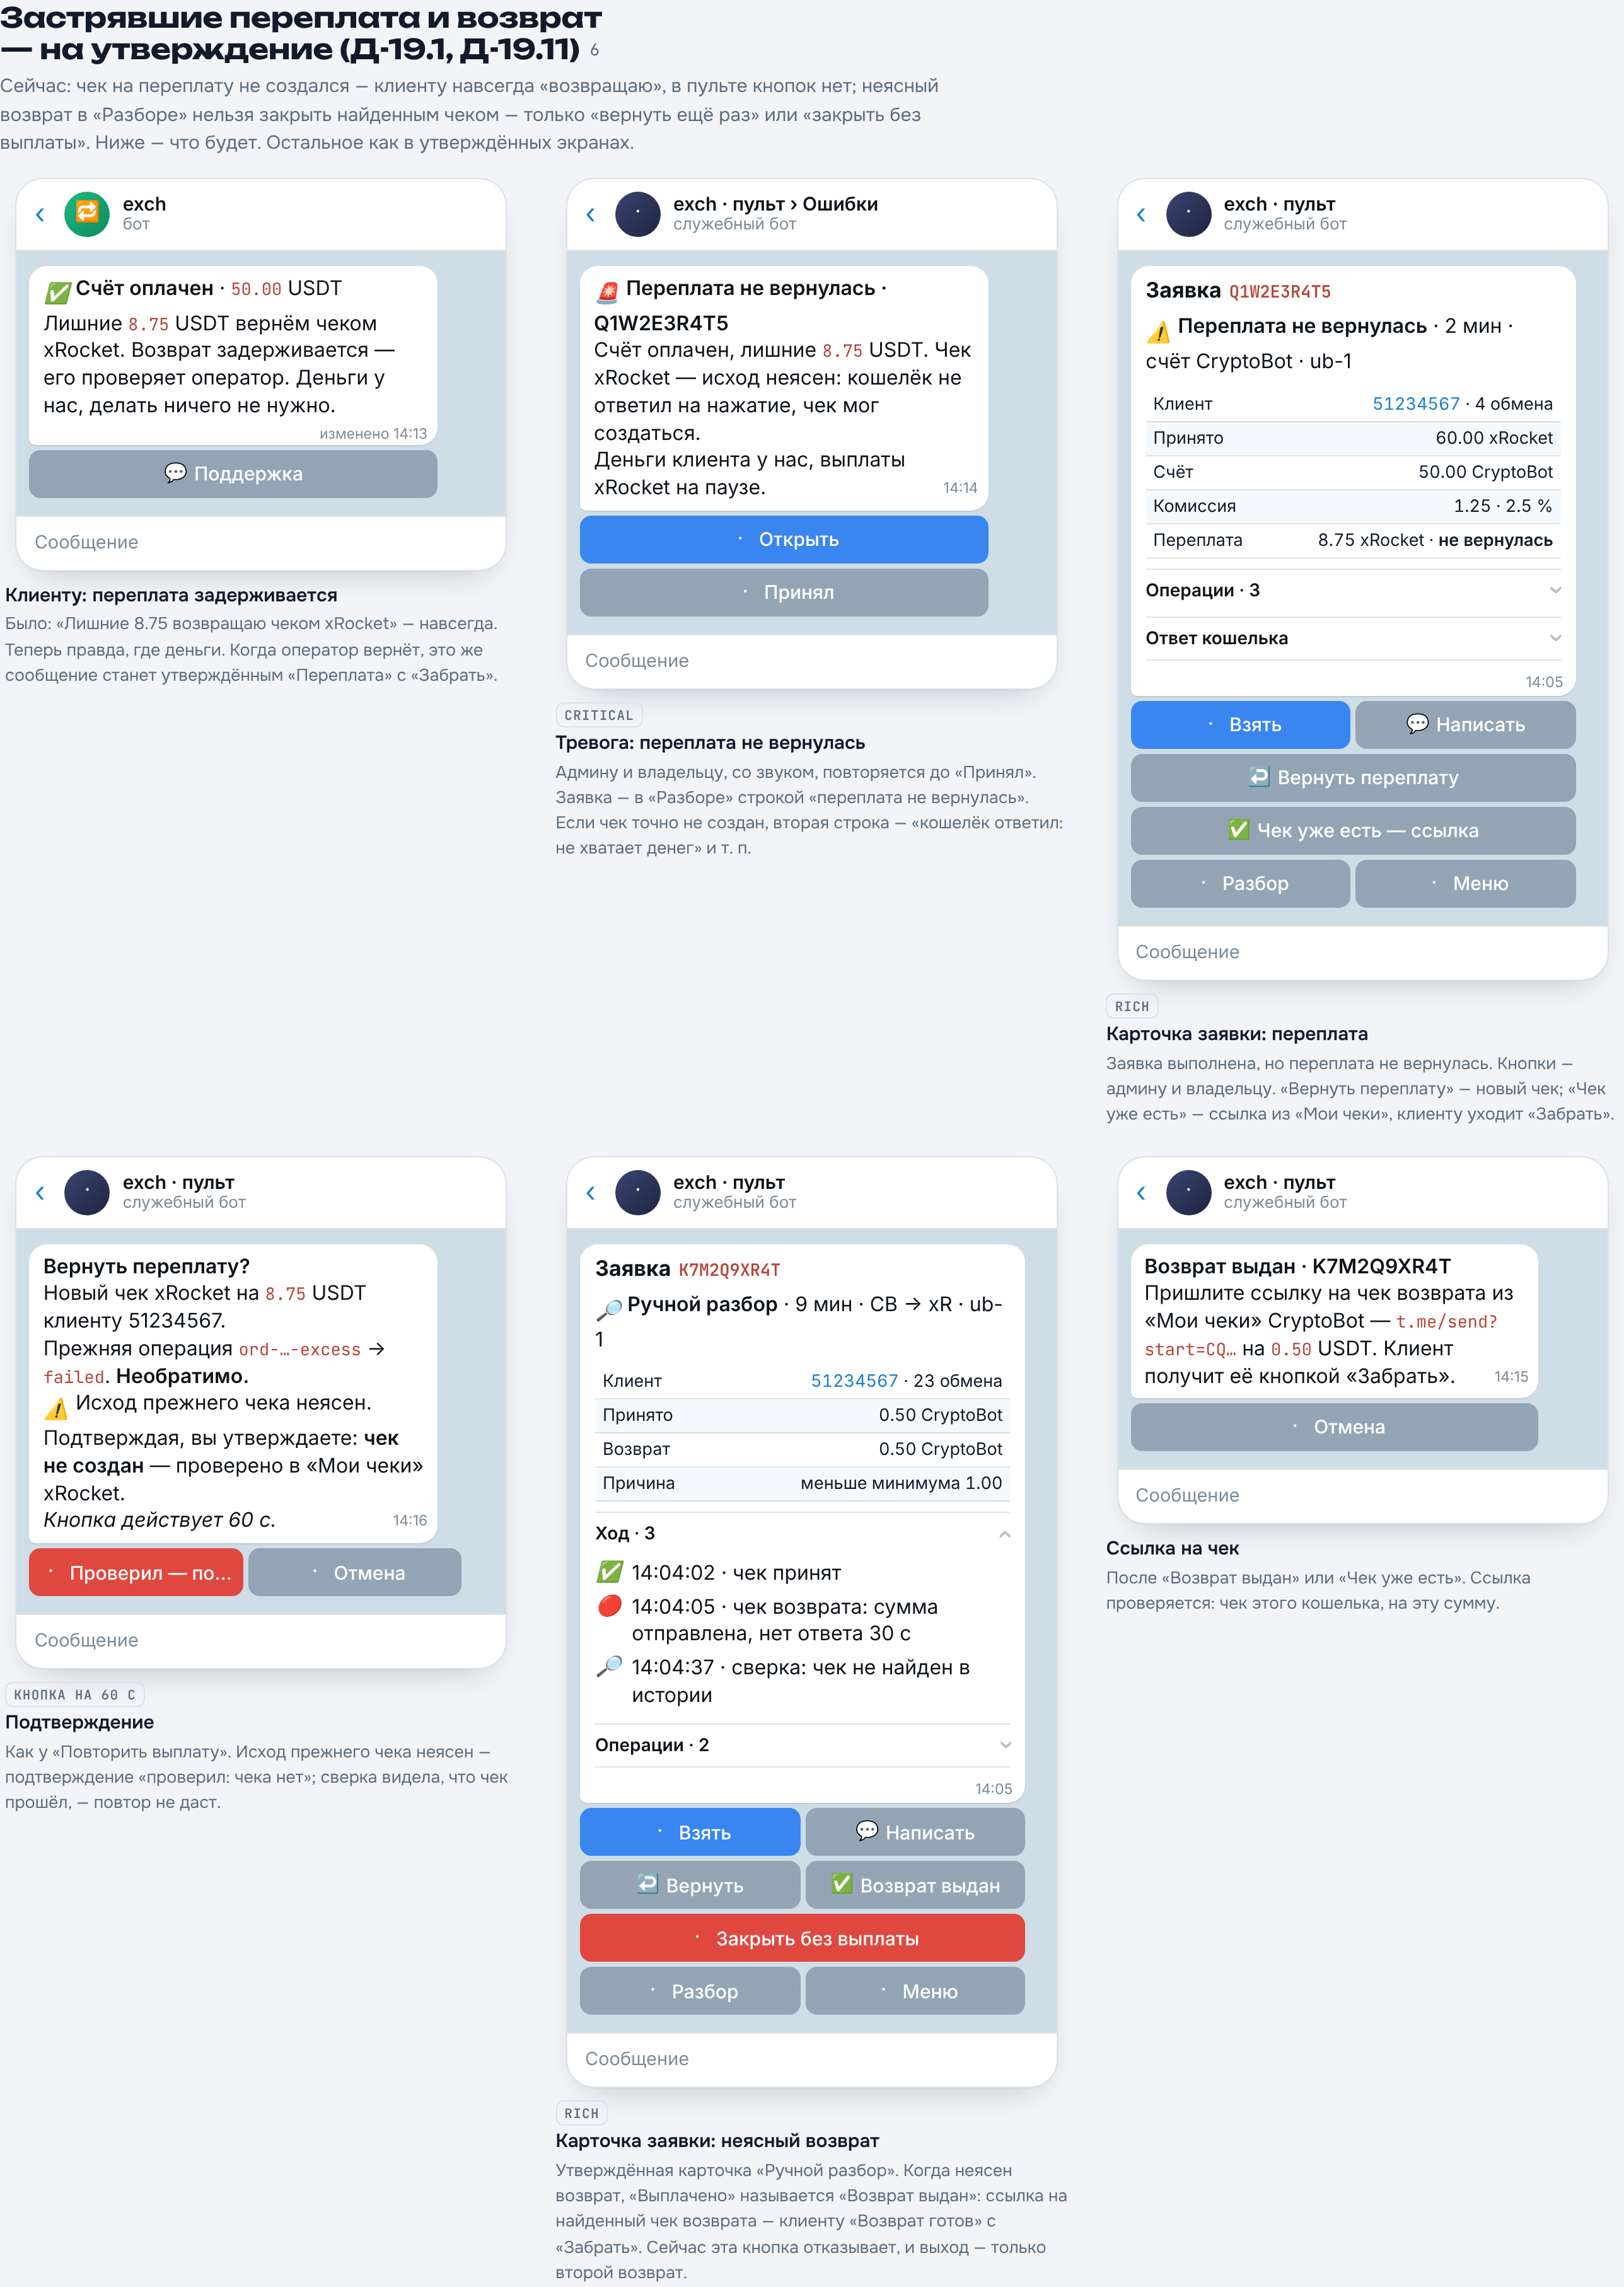 Застрявшие переплата и возврат
— на утверждение (Д-19.1, Д-19.11) 6
Сейчас: чек на переплату не создался — клиенту навсегда «возвращаю», в пульте кнопок нет; неясный
возврат в «Разборе» нельзя закрыть найденным чеком — только «вернуть ещё раз» или «закрыть без
выплаты». Ниже — что будет. Остальное как в утверждённых экранах.
exch
бот
✅ Счёт оплачен · 50.00 USDT
Лишние 8.75 USDT вернём чеком
xRocket. Возврат задерживается —
его проверяет оператор. Деньги у
нас, делать ничего не нужно.
изменено 14:13
💬 Поддержка
Сообщение
Клиенту: переплата задерживается
Было: «Лишние 8.75 возвращаю чеком xRocket» — навсегда.
Теперь правда, где деньги. Когда оператор вернёт, это же
сообщение станет утверждённым «Переплата» с «Забрать».
exch · пульт › Ошибки
служебный бот
🚨 Переплата не вернулась ·
Q1W2E3R4T5
Счёт оплачен, лишние 8.75 USDT. Чек
xRocket — исход неясен: кошелёк не
ответил на нажатие, чек мог
создаться.
Деньги клиента у нас, выплаты
xRocket на паузе.
14:14
· Открыть
· Принял
Сообщение
CRITICAL
Тревога: переплата не вернулась
Админу и владельцу, со звуком, повторяется до «Принял».
Заявка — в «Разборе» строкой «переплата не вернулась».
Если чек точно не создан, вторая строка — «кошелёк ответил:
не хватает денег» и т. п.
exch · пульт
служебный бот
Заявка Q1W2E3R4T5
⚠️ Переплата не вернулась · 2 мин ·
счёт CryptoBot · ub-1
Клиент 51234567 · 4 обмена
Принято 60.00 xRocket
Счёт 50.00 CryptoBot
Комиссия 1.25 · 2.5 %
Переплата 8.75 xRocket · не вернулась
Операции · 3
Ответ кошелька
14:05
· Взять
💬 Написать
↩️ Вернуть переплату
✅ Чек уже есть — ссылка
· Разбор
· Меню
Сообщение
RICH
Карточка заявки: переплата
Заявка выполнена, но переплата не вернулась. Кнопки —
админу и владельцу. «Вернуть переплату» — новый чек; «Чек
уже есть» — ссылка из «Мои чеки», клиенту уходит «Забрать».
exch · пульт
служебный бот
Вернуть переплату?
Новый чек xRocket на 8.75 USDT
клиенту 51234567.
Прежняя операция ord-…-excess →
failed. Необратимо.
⚠️ Исход прежнего чека неясен.
Подтверждая, вы утверждаете: чек
не создан — проверено в «Мои чеки»
xRocket.
Кнопка действует 60 с.
14:16
· Проверил — по…
· Отмена
Сообщение
КНОПКА НА 60 С
Подтверждение
Как у «Повторить выплату». Исход прежнего чека неясен —
подтверждение «проверил: чека нет»; сверка видела, что чек
прошёл, — повтор не даст.
exch · пульт
служебный бот
Заявка K7M2Q9XR4T
🔎 Ручной разбор · 9 мин · CB → xR · ub-
1
Клиент 51234567 · 23 обмена
Принято 0.50 CryptoBot
Возврат 0.50 CryptoBot
Причина меньше минимума 1.00
Ход · 3
✅ 14:04:02 · чек принят
🔴 14:04:05 · чек возврата: сумма
отправлена, нет ответа 30 с
🔎 14:04:37 · сверка: чек не найден в
истории
Операции · 2
14:05
· Взять
💬 Написать
↩️ Вернуть
✅ Возврат выдан
· Закрыть без выплаты
· Разбор
· Меню
Сообщение
RICH
Карточка заявки: неясный возврат
Утверждённая карточка «Ручной разбор». Когда неясен
возврат, «Выплачено» называется «Возврат выдан»: ссылка на
найденный чек возврата — клиенту «Возврат готов» с
«Забрать». Сейчас эта кнопка отказывает, и выход — только
второй возврат.
exch · пульт
служебный бот
Возврат выдан · K7M2Q9XR4T
Пришлите ссылку на чек возврата из
«Мои чеки» CryptoBot — t.me/send?
start=CQ… на 0.50 USDT. Клиент
получит её кнопкой «Забрать».
14:15
· Отмена
Сообщение
Ссылка на чек
После «Возврат выдан» или «Чек уже есть». Ссылка
проверяется: чек этого кошелька, на эту сумму.